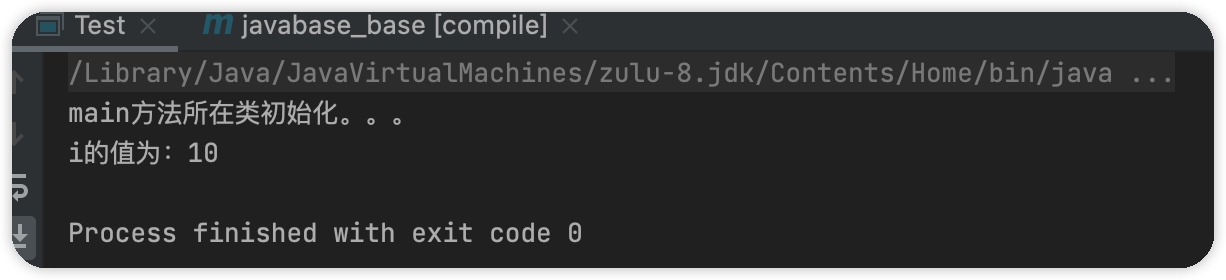 Test × m javabase_base [compile] ×
/Library/Java/JavaVirtualMachines/zulu-8.jdk/Contents/Home/bin/java ...
main方法所在类初始化。。。
i的值为：10
Process finished with exit code 0